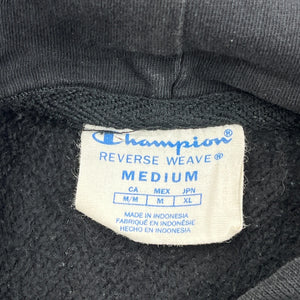 Champion®
REVERSE WEAVE®
MEDIUM
CA MEX JPN
M/M M XL
MADE IN INDONESIA
FABRIQUÉ EN INDONÉSIE
HECHO EN INDONESIA